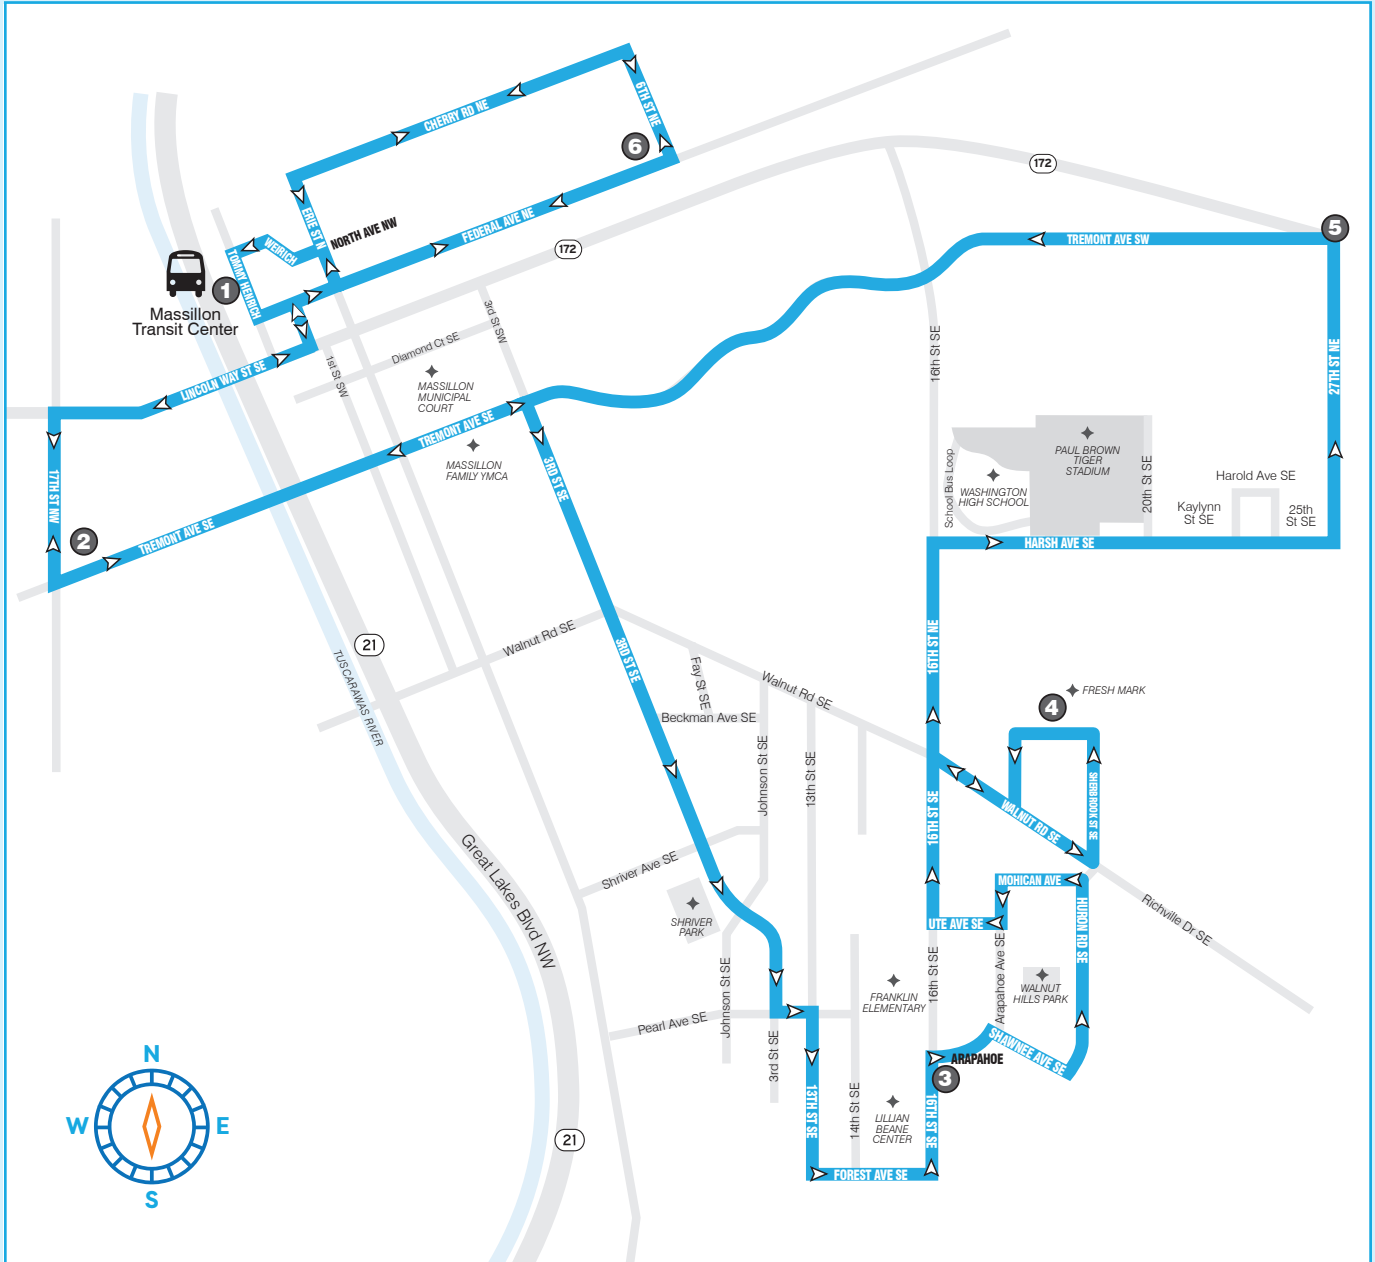 6TH ST NE
CHERRY RD NE
6
172
172
5
ERIE ST N
NORTH AVE NW
FEDERAL AVE NE
TREMONT AVE SW
WEIRICH
TOMMY HENRICH
1
Massillon
Transit Center
3rd St SW
Diamond Ct SE
1st St SW
16th St SE
27TH ST NE
LINCOLN WAY ST SE
MASSILLON
MUNICIPAL
COURT
TREMONT AVE SE
MASSILLON
FAMILY YMCA
3RD ST SE
PAUL BROWN
TIGER
STADIUM
School Bus Loop
WASHINGTON
HIGH SCHOOL
20th St SE
Harold Ave SE
Kaylynn
St SE
25th
St SE
17TH ST NW
2
TREMONT AVE SE
HARSH AVE SE
21
TUSCARAWAS RIVER
Walnut Rd SE
3RD ST SE
Fay St SE
Walnut Rd SE
Beckman Ave SE
16TH ST NE
FRESH MARK
4
Johnson St SE
13th St SE
16TH ST SE
WALNUT RD SE
SHERBROOK ST SE
Great Lakes Blvd NW
Shriver Ave SE
SHRIVER
PARK
MOHICAN AVE
UTE AVE SE
HURON RD SE
Richville Dr SE
Johnson St SE
16th St SE
Arapahoe Ave SE
FRANKLIN
ELEMENTARY
WALNUT
HILLS PARK
Pearl Ave SE
3rd St SE
SHAWNEE AVE SE
ARAPAHOE
3
13TH ST SE
14th St SE
LILLIAN
BEANE
CENTER
16TH ST SE
FOREST AVE SE
21
N
W
E
S